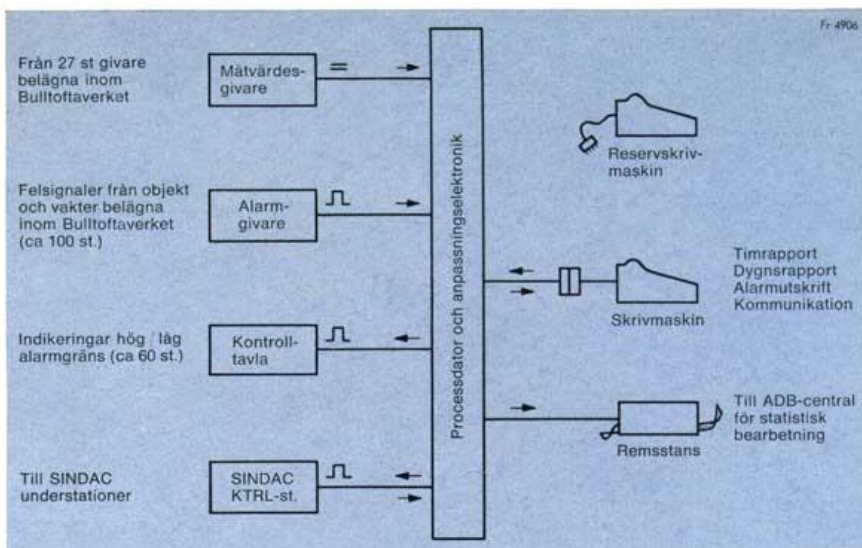 Fr 4906
Från 27 st givare
belägna inom
Bulltoftaverket
Mätvärdes-
givare
Felsignaler från objekt
och vakter belägna
inom Bulltoftaverket
(ca 100 st.)
Alarm-
givare
Indikeringar hög / låg
alarmgräns (ca 60 st.)
Kontroll-
tavla
Till SINDAC
understationer
SINDAC
KTRL-st.
Processdator och anpassningselektronik
Reservskriv-
maskin
Skrivmaskin
Timrapport
Dygnsrapport
Alarmutskrift
Kommunikation
Remsstans
Till ADB-central
för statistisk
bearbetning